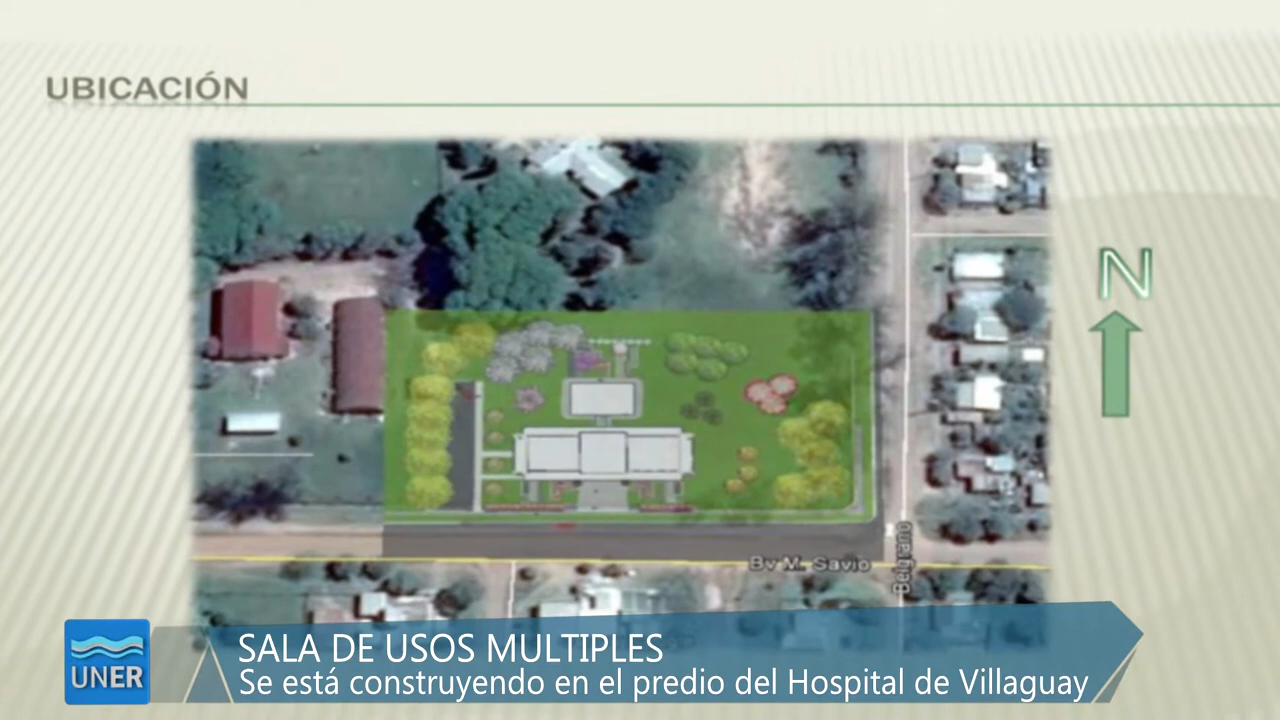 UBICACIÓN
N
Bv M. Savio
Belgrano
SALA DE USOS MULTIPLES
Se está construyendo en el predio del Hospital de Villaguay
UNER